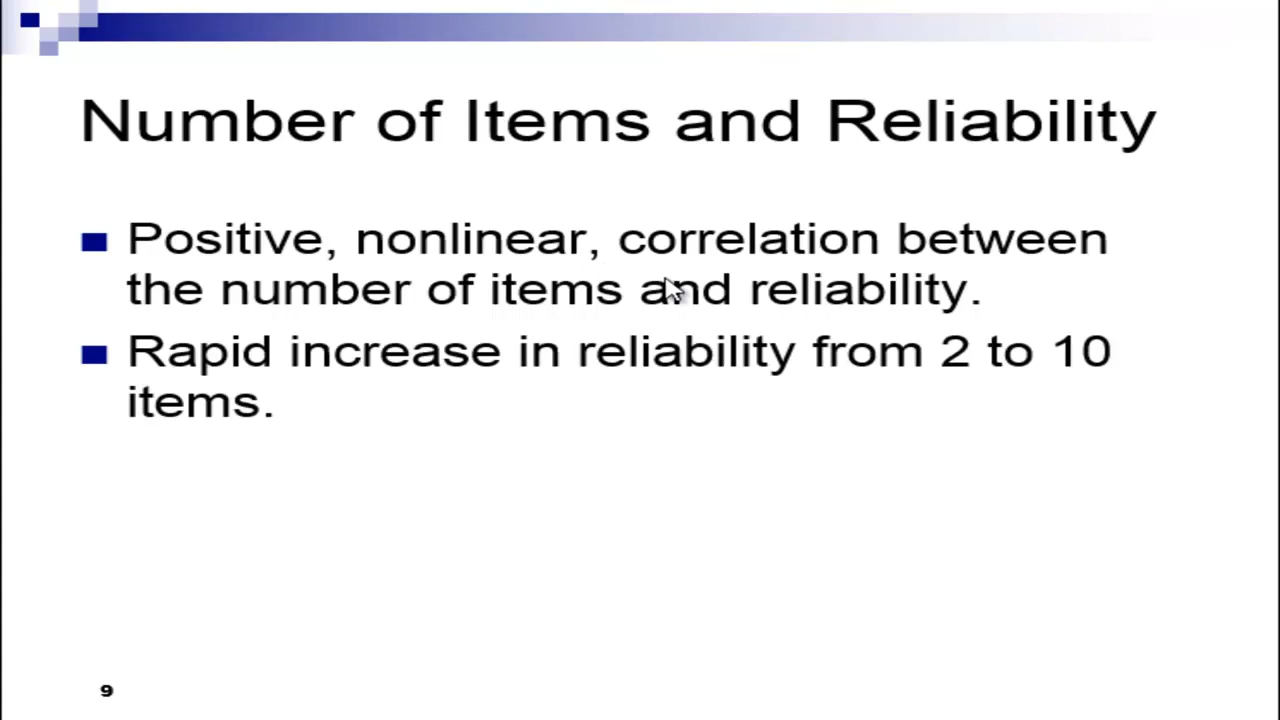 Number of Items and Reliability
Positive, nonlinear, correlation between
the number of items and reliability.
Rapid increase in reliability from 2 to 10
items.
9